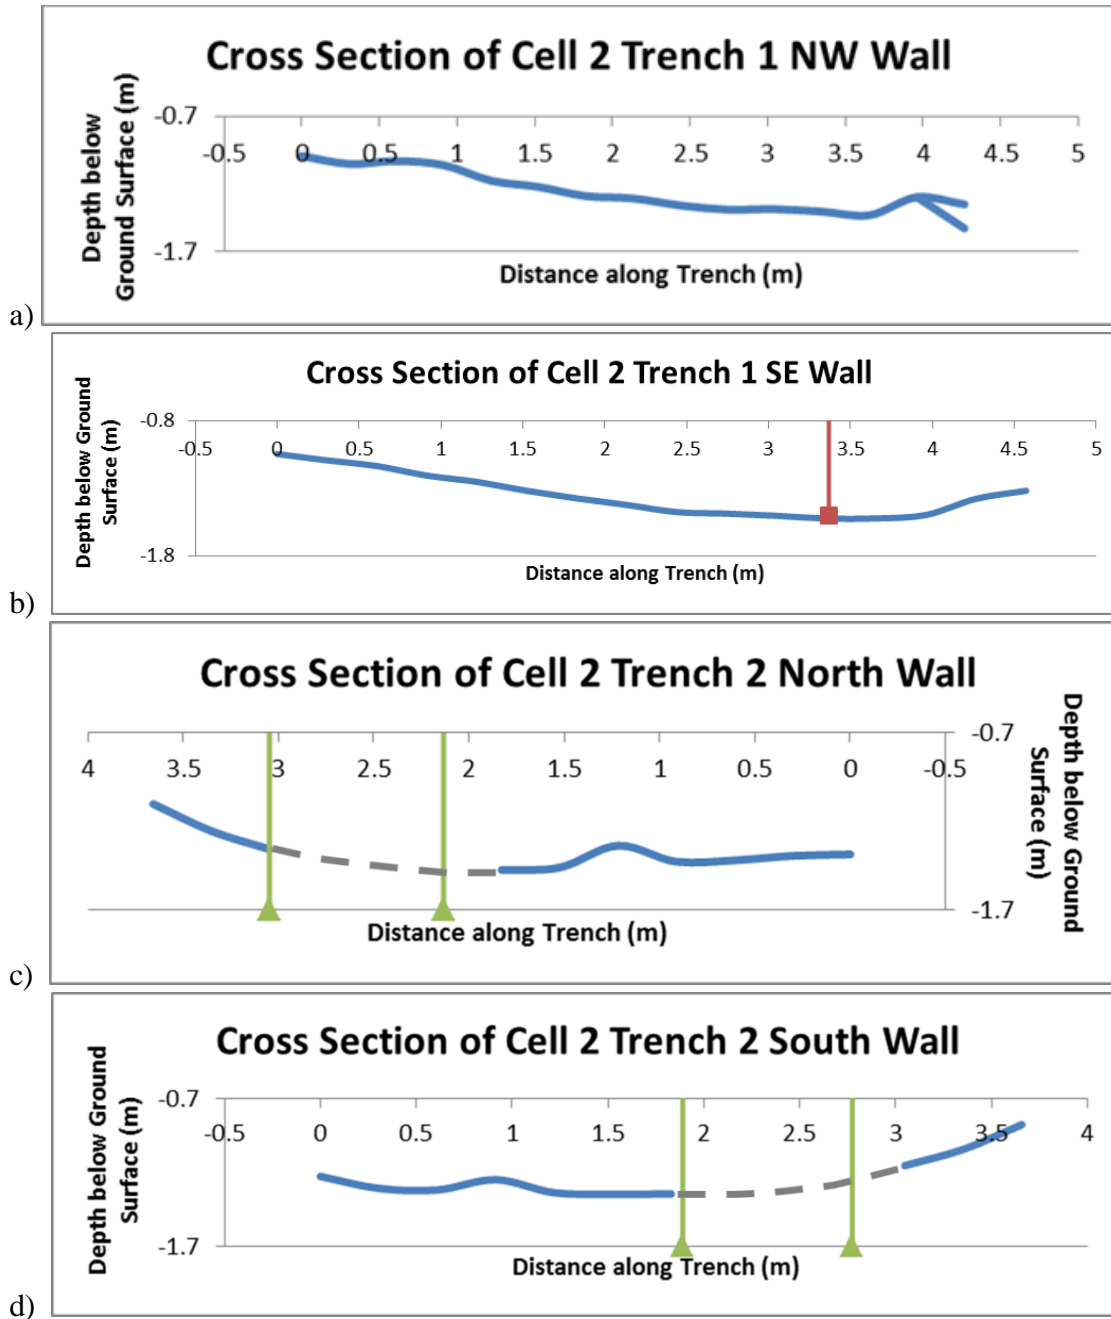 Cross Section of Cell 2 Trench 1 NW Wall
Depth below
Ground Surface (m)
-0.7
-0.5 0 0.5 1 1.5 2 2.5 3 3.5 4 4.5 5
-1.7
Distance along Trench (m)
a)
Cross Section of Cell 2 Trench 1 SE Wall
Depth below Ground
Surface (m)
-0.8
-0.5 0 0.5 1 1.5 2 2.5 3 3.5 4 4.5 5
-1.8
Distance along Trench (m)
b)
Cross Section of Cell 2 Trench 2 North Wall
-0.7
4 3.5 3 2.5 2 1.5 1 0.5 0 -0.5
Depth below Ground
Surface (m)
-1.7
Distance along Trench (m)
c)
Cross Section of Cell 2 Trench 2 South Wall
Depth below Ground
Surface (m)
-0.7
-0.5 0 0.5 1 1.5 2 2.5 3 3.5 4
-1.7
Distance along Trench (m)
d)